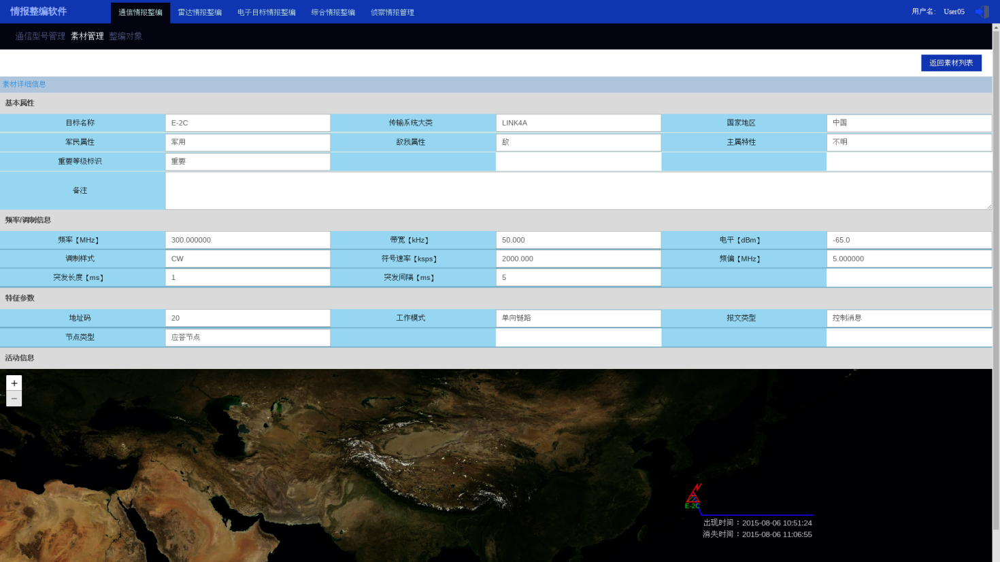 情报整编软件 通信情报整编 雷达情报整编 电子目标情报整编 综合情报整编 侦察情报管理 用户名: User05
通信型号管理 素材管理 整编对象
返回素材列表
素材详细信息
基本属性
目标名称 E-2C 传输系统大类 LINK4A 国家地区 中国
军民属性 军用 敌我属性 敌 主属特性 不明
重要等级标识 重要
备注
频率/调制信息
频率【MHz】 300.000000 带宽【kHz】 50.000 电平【dBm】 -65.0
调制样式 CW 符号速率【ksps】 2000.000 频偏【MHz】 5.000000
突发长度【ms】 1 突发间隔【ms】 5
特征参数
地址码 20 工作模式 单向链路 报文类型 控制消息
节点类型 应答节点
活动信息
+
−
E-2C
出现时间：2015-08-06 10:51:24
消失时间：2015-08-06 11:06:55